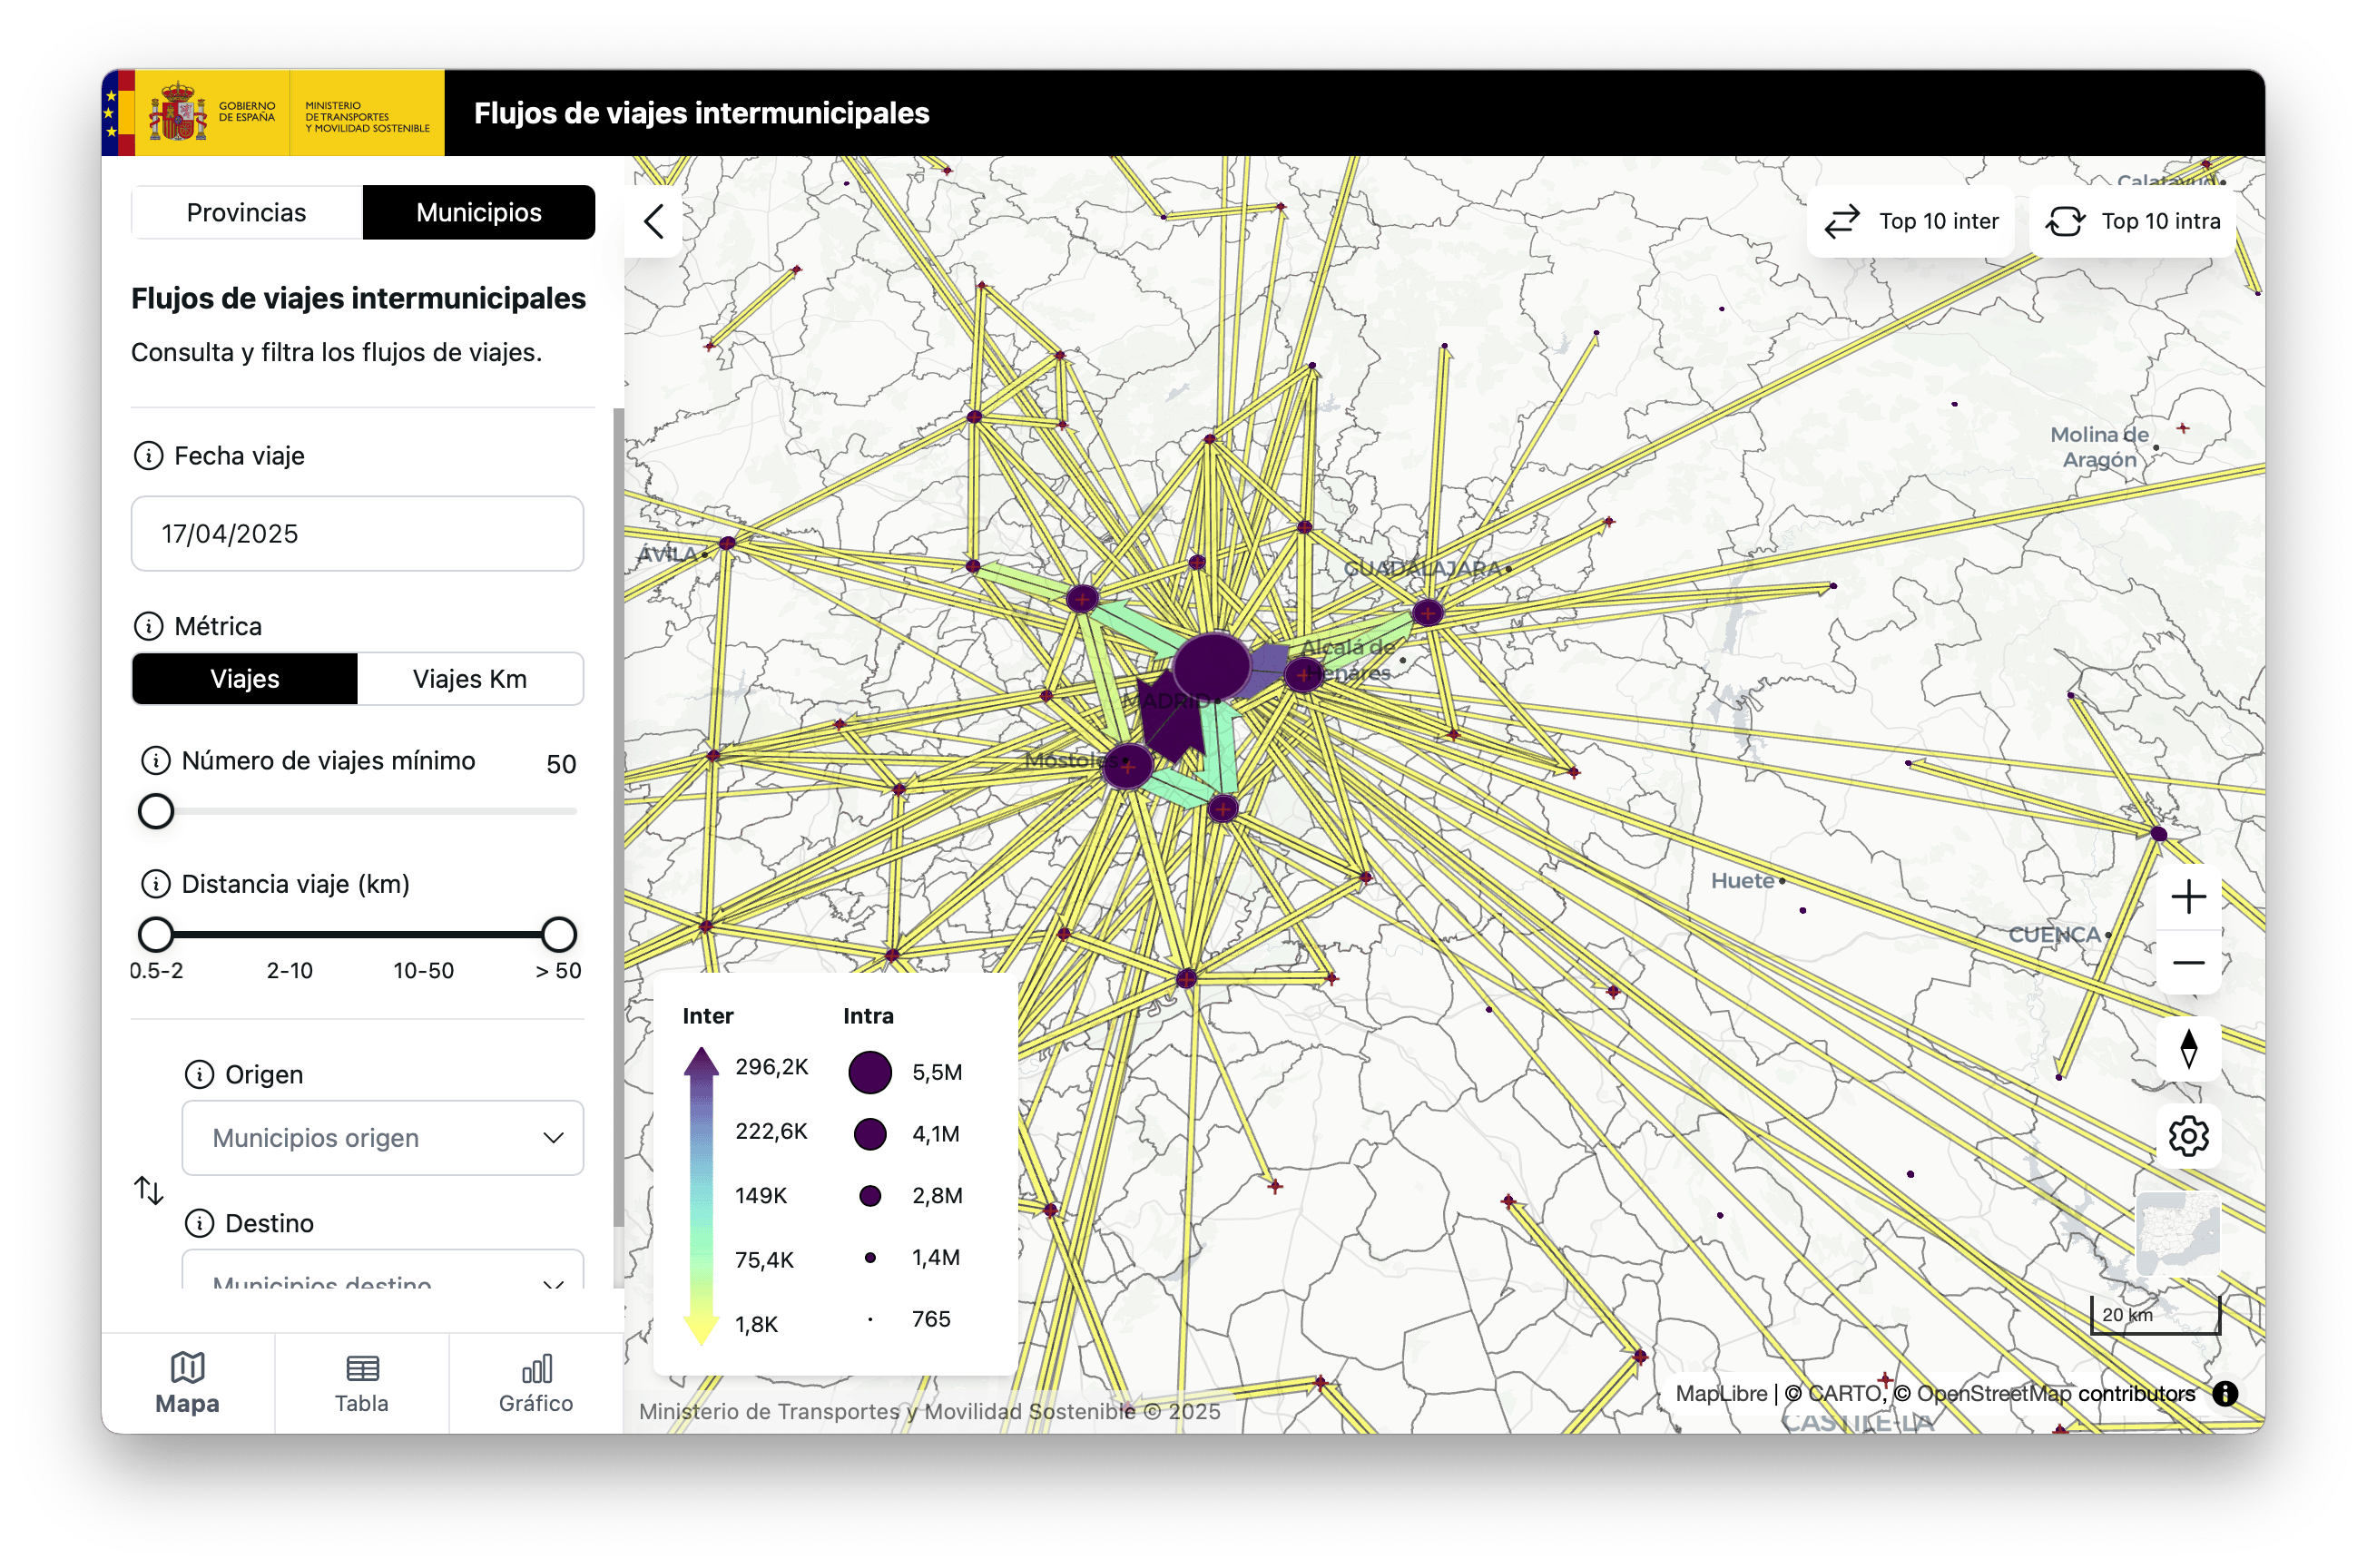 GOBIERNO
DE ESPAÑA
MINISTERIO
DE TRANSPORTES
Y MOVILIDAD SOSTENIBLE
Flujos de viajes intermunicipales
Provincias
Municipios
Flujos de viajes intermunicipales
Consulta y filtra los flujos de viajes.
Fecha viaje
17/04/2025
Métrica
Viajes
Viajes Km
Número de viajes mínimo
50
Distancia viaje (km)
0.5-2
2-10
10-50
> 50
Origen
Municipios origen
Destino
Municipios destino
Mapa
Tabla
Gráfico
Calatayud
Top 10 inter
Top 10 intra
Molina de
Aragón
ÁVILA
GUADALAJARA
Alcalá de
Henares
MADRID
Móstoles
Huete
CUENCA
Inter
296,2K
222,6K
149K
75,4K
1,8K
Intra
5,5M
4,1M
2,8M
1,4M
765
20 km
MapLibre | © CARTO, © OpenStreetMap contributors
CASTILE-LA
Ministerio de Transportes y Movilidad Sostenible © 2025